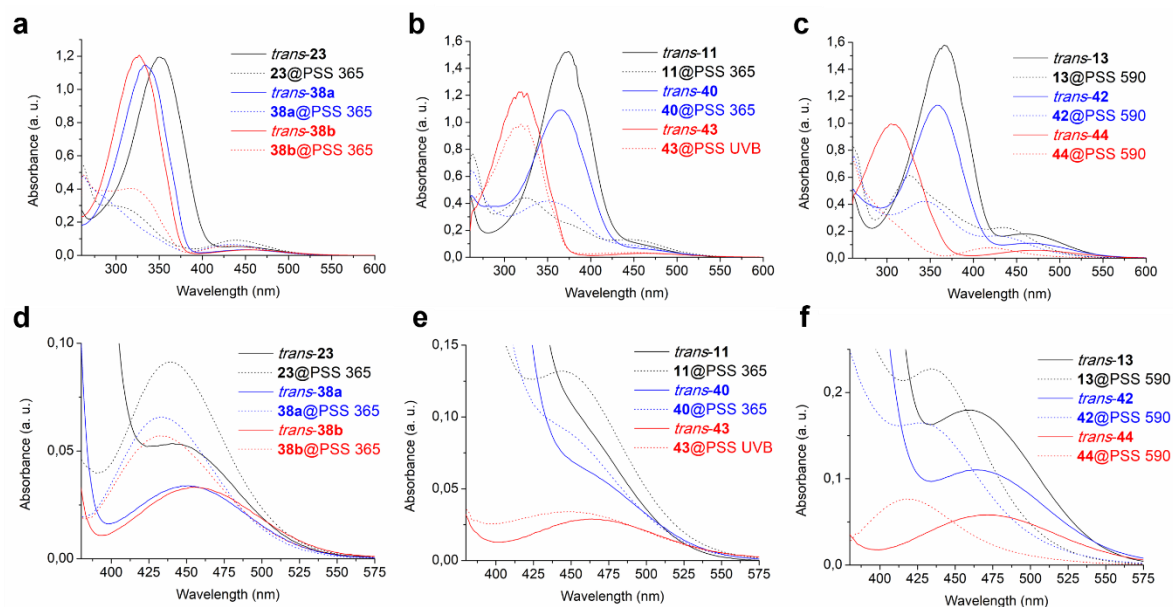 a
Absorbance (a. u.)
1,2
1,0
0,8
0,6
0,4
0,2
0,0
300 350 400 450 500 550 600
Wavelength (nm)
trans-23
23@PSS 365
trans-38a
38a@PSS 365
trans-38b
38b@PSS 365
b
Absorbance (a. u.)
1,6
1,4
1,2
1,0
0,8
0,6
0,4
0,2
0,0
300 350 400 450 500 550 600
Wavelength (nm)
trans-11
11@PSS 365
trans-40
40@PSS 365
trans-43
43@PSS UVB
c
Absorbance (a. u.)
1,6
1,4
1,2
1,0
0,8
0,6
0,4
0,2
0,0
300 350 400 450 500 550 600
Wavelength (nm)
trans-13
13@PSS 590
trans-42
42@PSS 590
trans-44
44@PSS 590
d
Absorbance (a. u.)
0,10
0,05
0,00
400 425 450 475 500 525 550 575
Wavelength (nm)
trans-23
23@PSS 365
trans-38a
38a@PSS 365
trans-38b
38b@PSS 365
e
Absorbance (a. u.)
0,15
0,10
0,05
0,00
400 425 450 475 500 525 550 575
Wavelength (nm)
trans-11
11@PSS 365
trans-40
40@PSS 365
trans-43
43@PSS UVB
f
Absorbance (a. u.)
0,2
0,1
0,0
400 425 450 475 500 525 550 575
Wavelength (nm)
trans-13
13@PSS 590
trans-42
42@PSS 590
trans-44
44@PSS 590